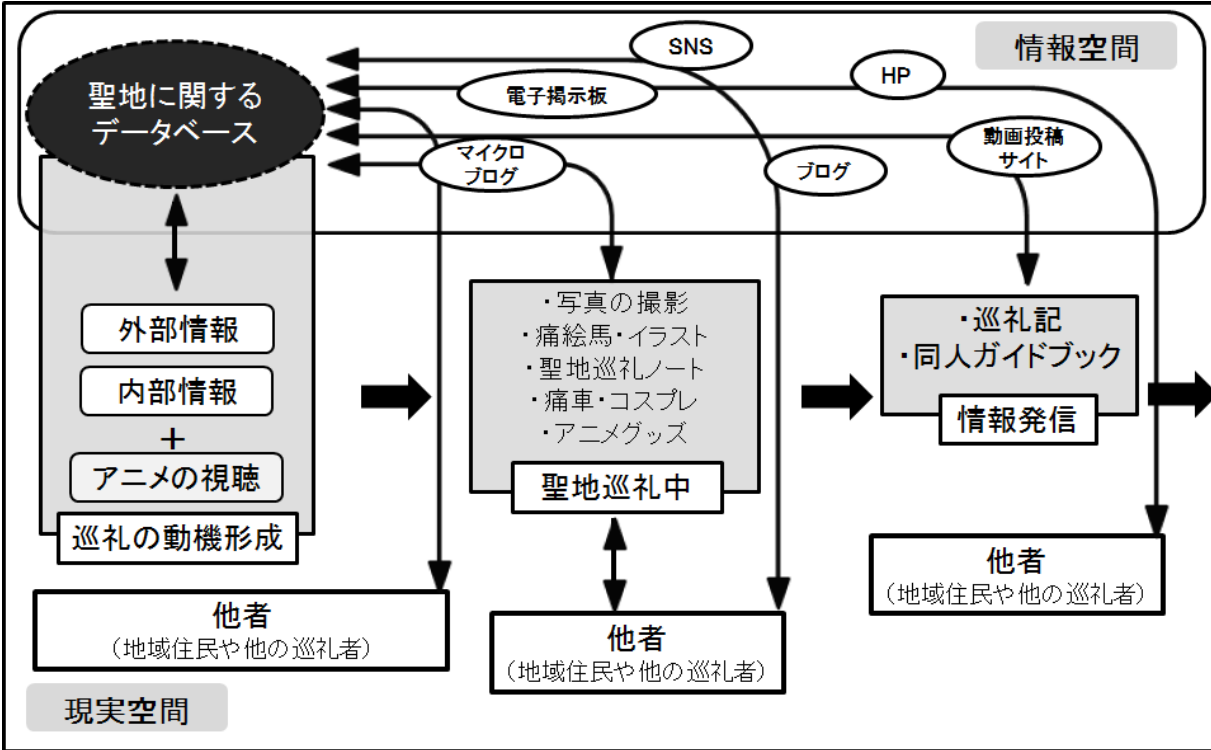 情報空間
SNS
HP
電子掲示板
聖地に関する
データベース
マイクロ
ブログ
ブログ
動画投稿
サイト
外部情報
内部情報
+
アニメの視聴
巡礼の動機形成
・写真の撮影
・痛絵馬・イラスト
・聖地巡礼ノート
・痛車・コスプレ
・アニメグッズ
聖地巡礼中
・巡礼記
・同人ガイドブック
情報発信
他者
（地域住民や他の巡礼者）
他者
（地域住民や他の巡礼者）
他者
（地域住民や他の巡礼者）
現実空間